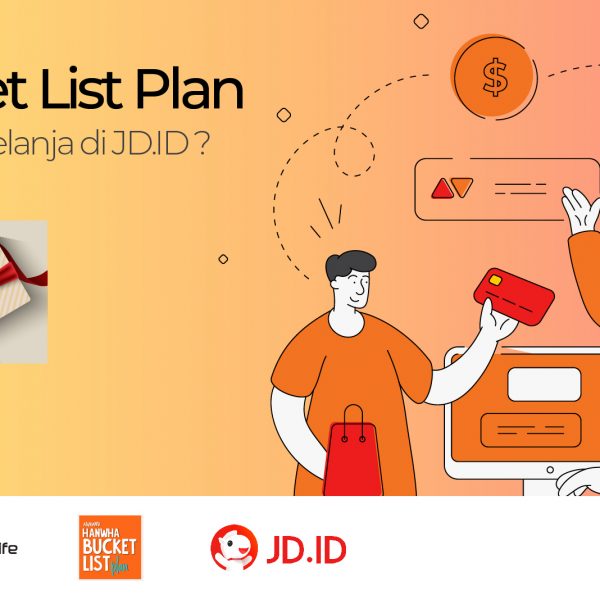 et List Plan
elanja di JD.ID ?
$
life
HANWHA
BUCKET
LIST
plan
JD.ID